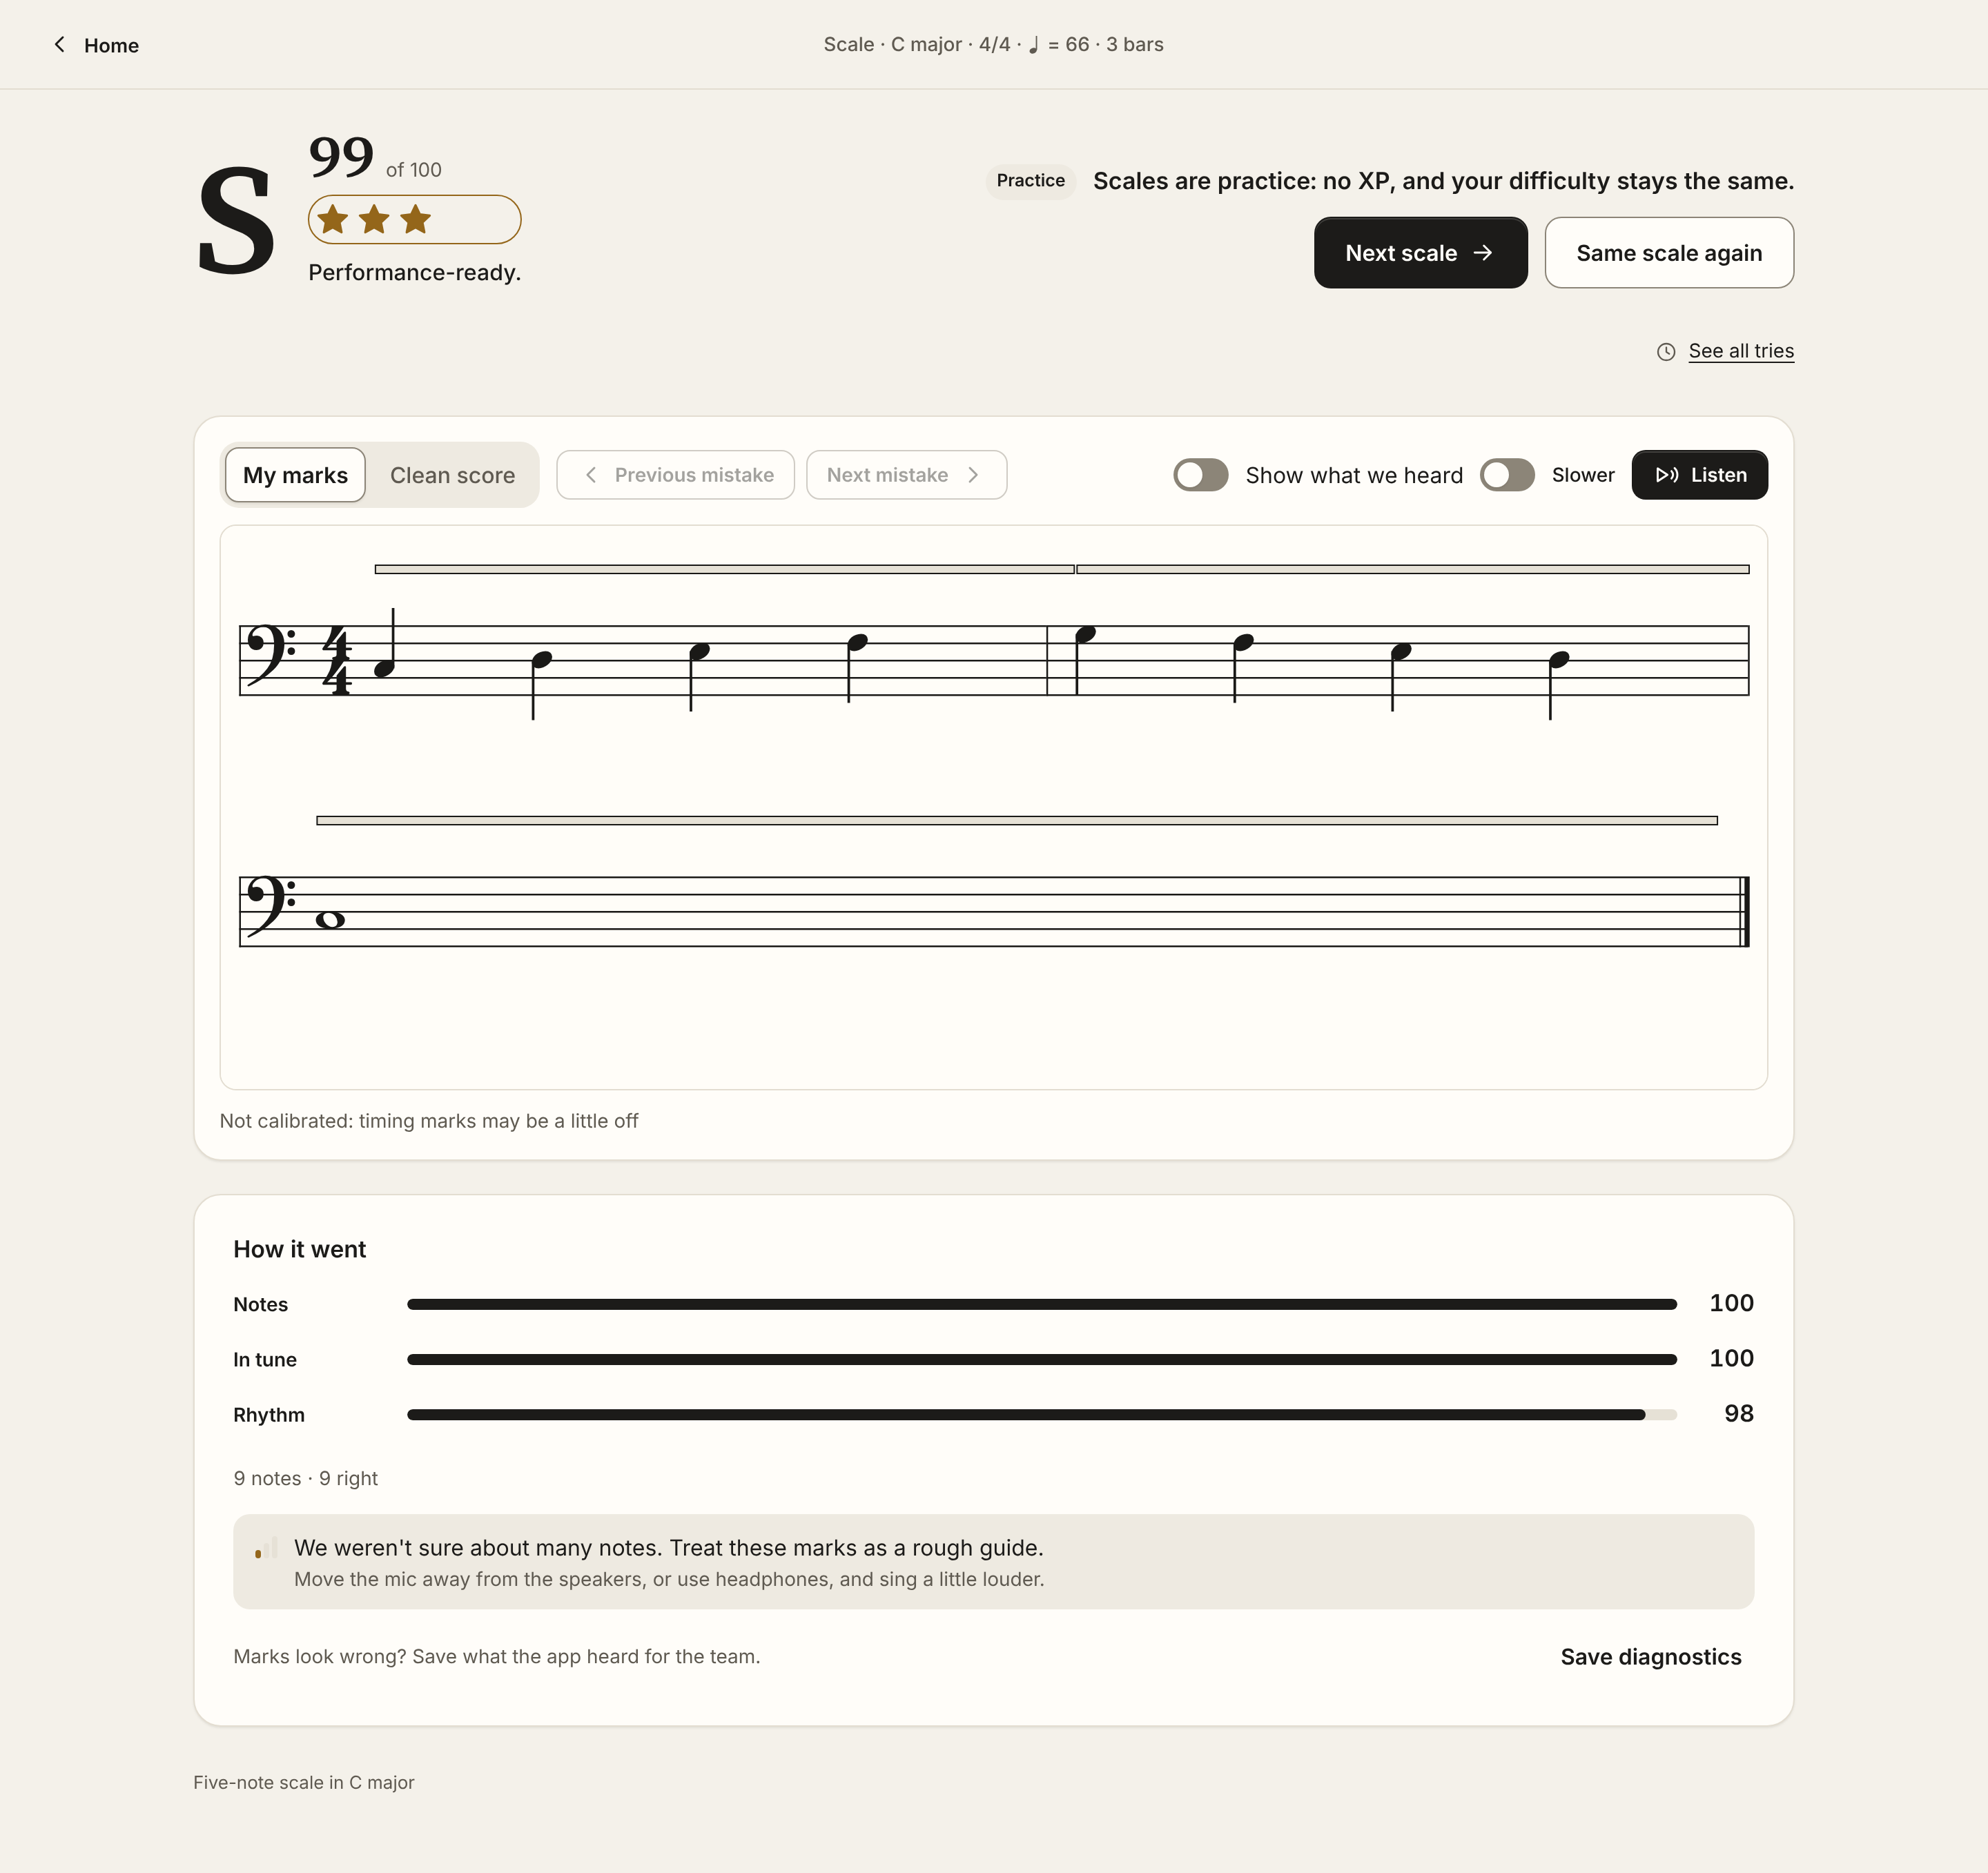 Home
Scale · C major · 4/4 · ♩ = 66 · 3 bars
S
99 of 100
Performance-ready.
Practice
Scales are practice: no XP, and your difficulty stays the same.
Next scale
Same scale again
See all tries
My marks
Clean score
Previous mistake
Next mistake
Show what we heard
Slower
Listen
4
4
Not calibrated: timing marks may be a little off
How it went
Notes 100
In tune 100
Rhythm 98
9 notes · 9 right
We weren't sure about many notes. Treat these marks as a rough guide.
Move the mic away from the speakers, or use headphones, and sing a little louder.
Marks look wrong? Save what the app heard for the team.
Save diagnostics
Five-note scale in C major